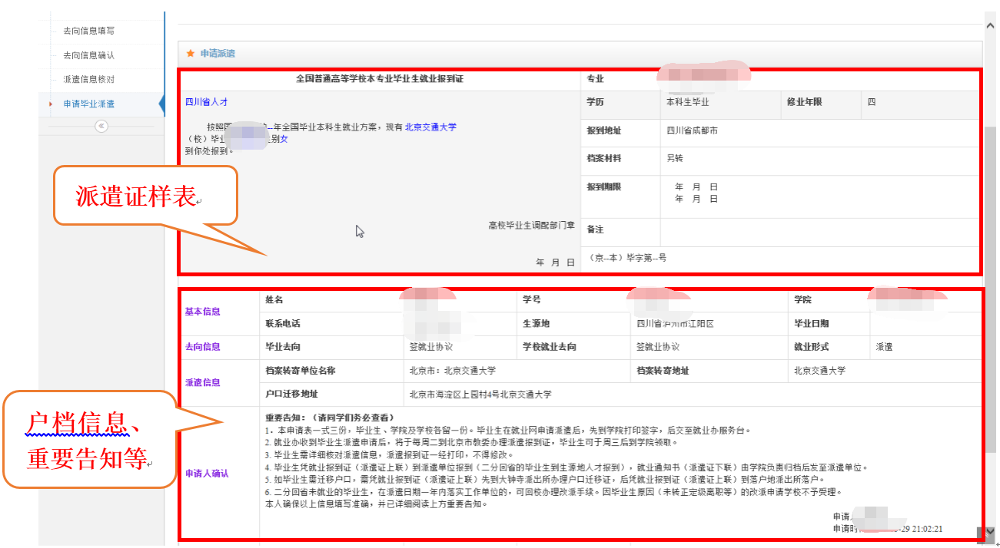 去向信息填写
去向信息确认
派遣信息核对
申请毕业派遣
申请派遣
全国普通高等学校本专业毕业生就业报到证
四川省人才
按照国 --年全国毕业本科生就业方案，现有 北京交通大学
（校）毕业 别女
到你处报到。
高校毕业生调配部门章
年 月 日
专业
学历 本科生毕业 修业年限 四
报到地址 四川省成都市
档案材料 另转
报到期限 年 月 日
年 月 日
备注
（京--本）毕字第--号
派遣证样表
基本信息 姓名 学号 学院
联系电话 生源地 四川省泸州市江阳区 毕业日期
去向信息 毕业去向 签就业协议 学校就业去向 签就业协议 就业形式 派遣
派遣信息 档案转寄单位名称 北京市：北京交通大学 档案转寄地址 北京交通大学
户口迁移地址 北京市海淀区上园村4号北京交通大学
户档信息、
重要告知等
申请人确认
重要告知：（请同学们务必查看）
1. 本申请表一式三份，毕业生、学院及学校各留一份。毕业生在就业网申请派遣后，先到学院打印签字，后交至就业办服务台。
2. 就业办收到毕业生派遣申请后，将于每周二到北京市教委办理派遣报到证，毕业生可于周三后到学院领取。
3. 毕业生需详细核对派遣信息，派遣报到证一经打印，不得修改。
4. 毕业生凭就业报到证（派遣证上联）到派遣单位报到（二分回省的毕业生到生源地人才报到），就业通知书（派遣证下联）由学院负责归档后发至派遣单位。
5. 如毕业生需迁移户口，需凭就业报到证（派遣证上联）先到大钟寺派出所办理户口迁移证，后凭就业报到证（派遣证上联）到落户地派出所落户。
6. 二分回省未就业的毕业生，在派遣日期一年内落实工作单位的，可回校办理改派手续。因毕业生原因（未转正定级离职等）的改派申请学校不予受理。
本人确保以上信息填写准确，并已详细阅读上方重要告知。
申请
申请时 -29 21:02:21